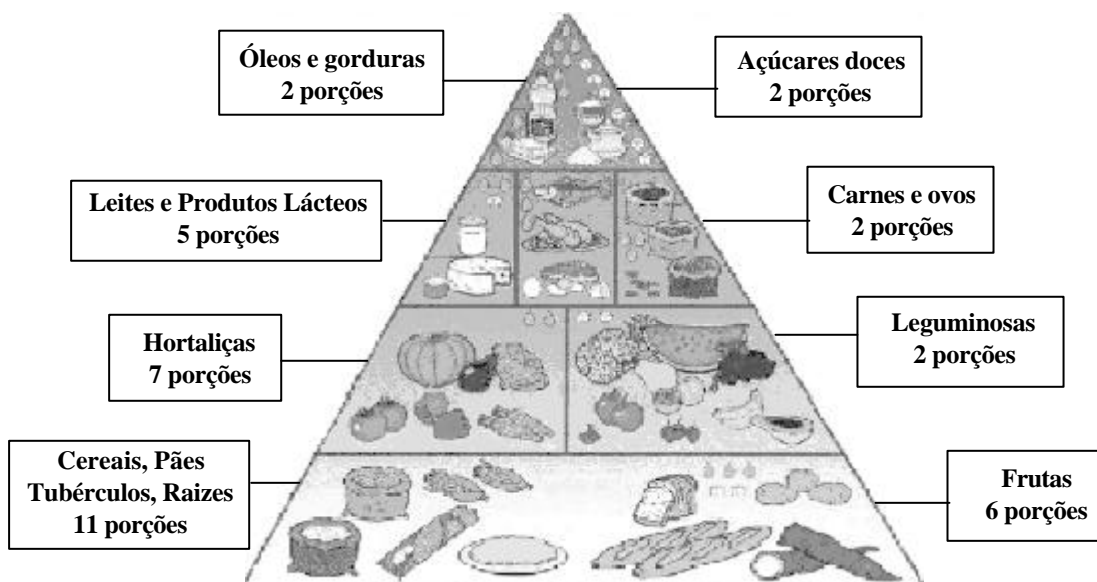 Óleos e gorduras
2 porções
Açúcares doces
2 porções
Leites e Produtos Lácteos
5 porções
Carnes e ovos
2 porções
Hortaliças
7 porções
Leguminosas
2 porções
Cereais, Pães
Tubérculos, Raizes
11 porções
Frutas
6 porções